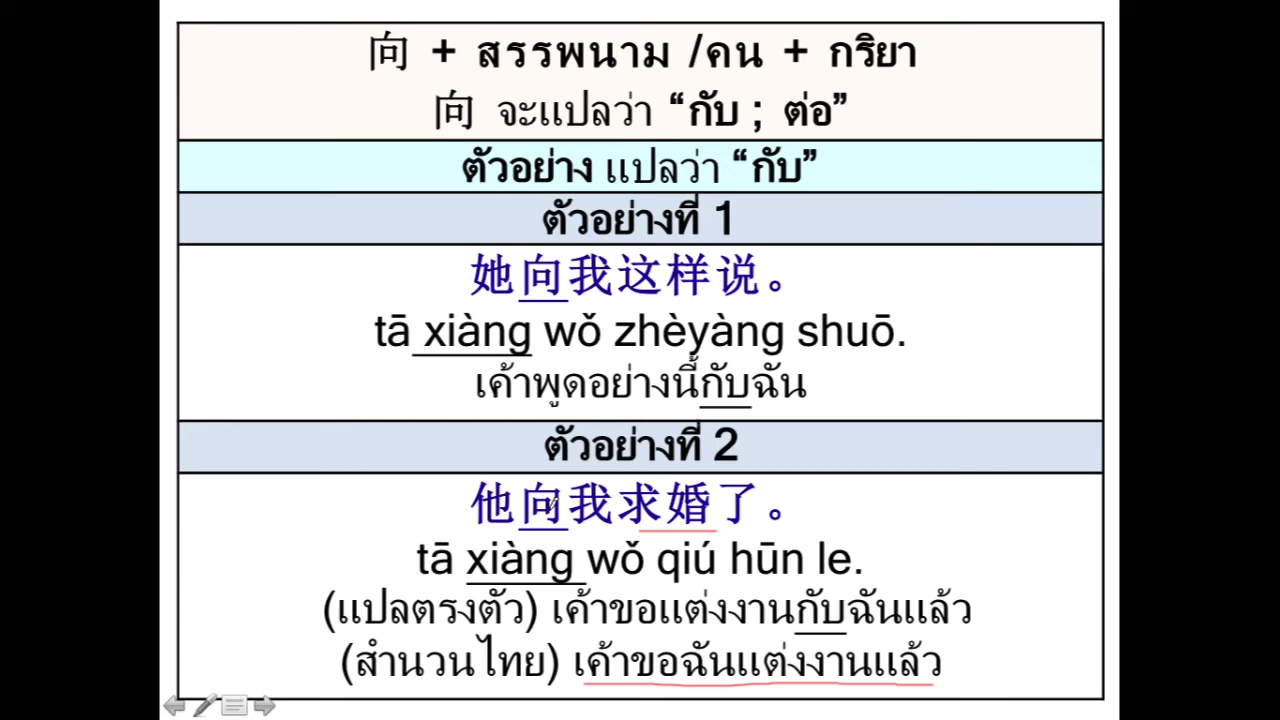 向 + สรรพนาม /คน + กริยา
向 จะแปลว่า “กับ ; ต่อ”
ตัวอย่าง แปลว่า “กับ”
ตัวอย่างที่ 1
她向我这样说。
tā xiàng wǒ zhèyàng shuō.
เค้าพูดอย่างนี้กับฉัน
ตัวอย่างที่ 2
他向我求婚了。
tā xiàng wǒ qiú hūn le.
(แปลตรงตัว) เค้าขอแต่งงานกับฉันแล้ว
(สำนวนไทย) เค้าขอฉันแต่งงานแล้ว